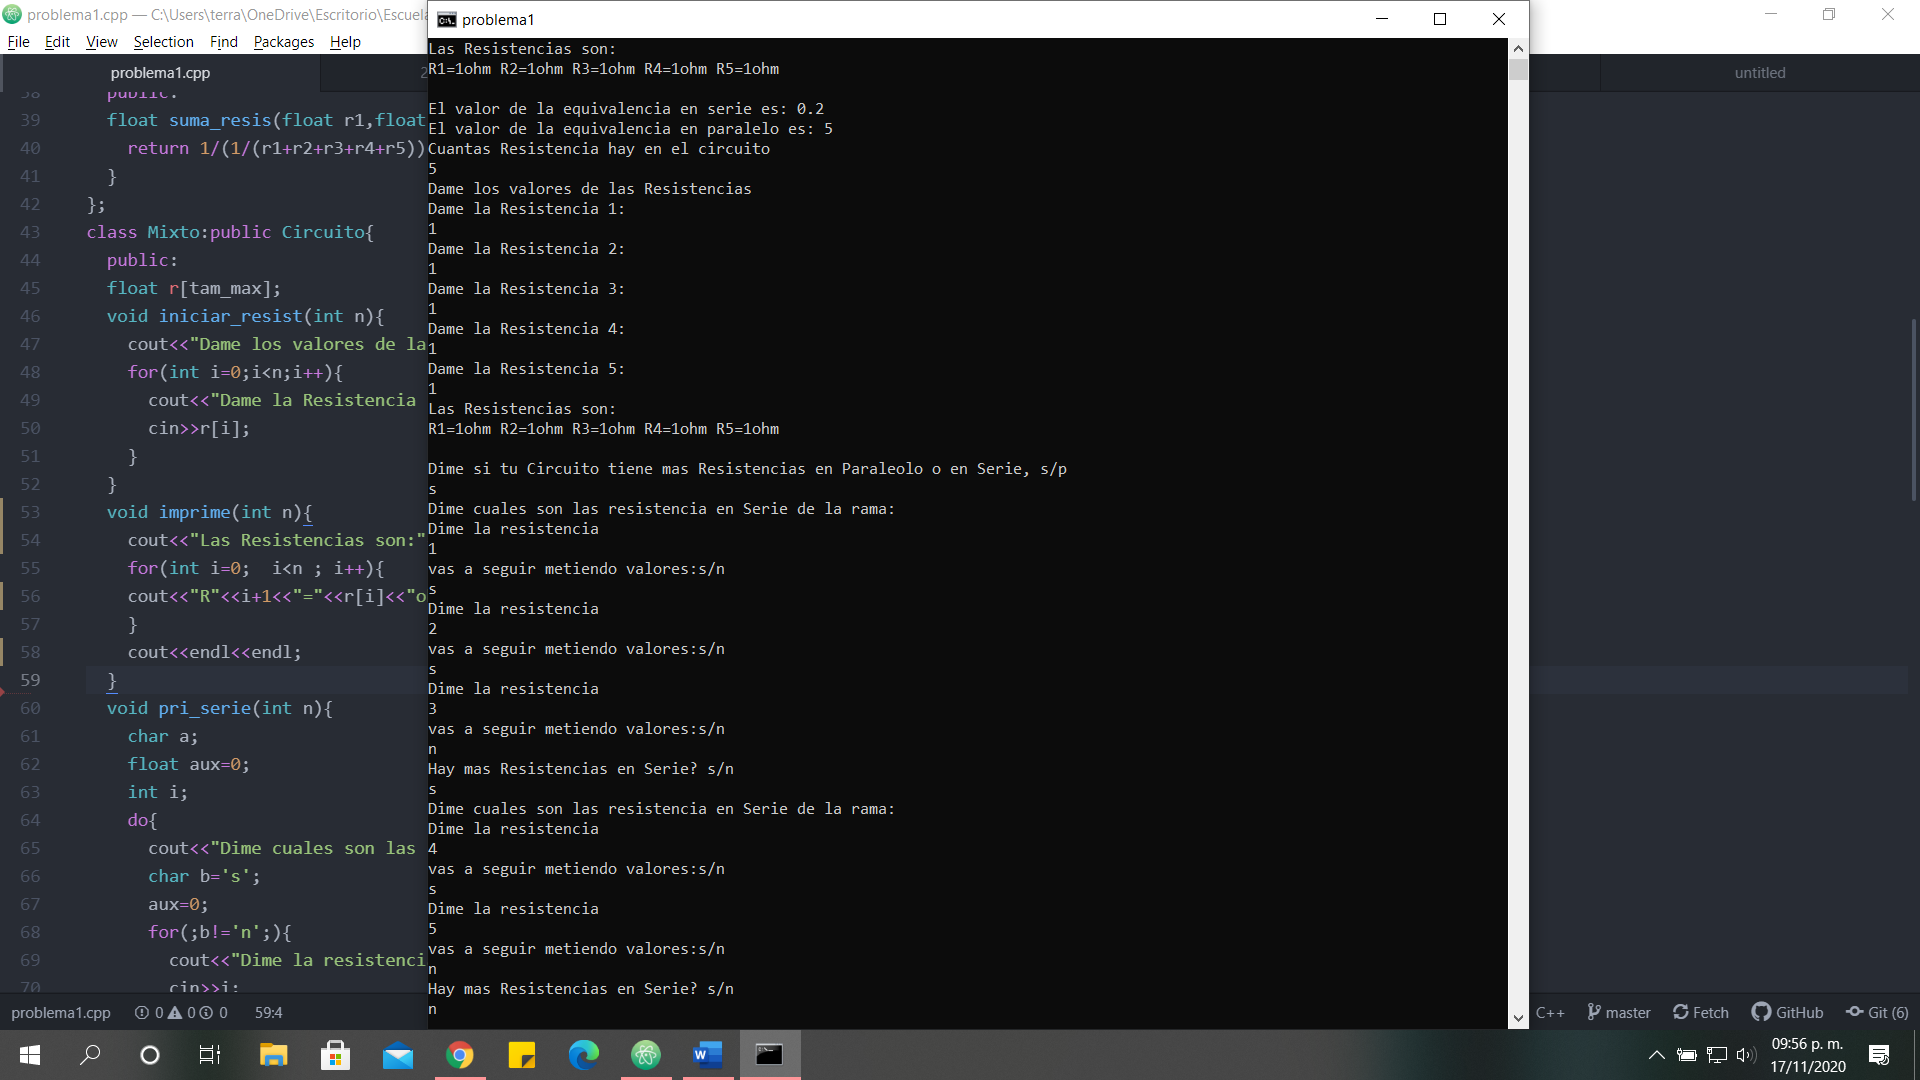 problema1.cpp — C:\Users\terra\OneDrive\Escritorio\Escuela
File Edit View Selection Find Packages Help
problema1.cpp
2
untitled
38 public:
39 float suma_resis(float r1,float
40 return 1/(1/(r1+r2+r3+r4+r5))
41 }
42 };
43 class Mixto:public Circuito{
44 public:
45 float r[tam_max];
46 void iniciar_resist(int n){
47 cout<<"Dame los valores de la
48 for(int i=0;i<n;i++){
49 cout<<"Dame la Resistencia
50 cin>>r[i];
51 }
52 }
53 void imprime(int n){
54 cout<<"Las Resistencias son:"
55 for(int i=0;  i<n ; i++){
56 cout<<"R"<<i+1<<"="<<r[i]<<"o
57 }
58 cout<<endl<<endl;
59 }
60 void pri_serie(int n){
61 char a;
62 float aux=0;
63 int i;
64 do{
65 cout<<"Dime cuales son las
66 char b='s';
67 aux=0;
68 for(;b!='n';){
69 cout<<"Dime la resistenci
70 cin>>i;
problema1.cpp 0 0 0 59:4
problema1
Las Resistencias son:
R1=1ohm R2=1ohm R3=1ohm R4=1ohm R5=1ohm
El valor de la equivalencia en serie es: 0.2
El valor de la equivalencia en paralelo es: 5
Cuantas Resistencia hay en el circuito
5
Dame los valores de las Resistencias
Dame la Resistencia 1:
1
Dame la Resistencia 2:
1
Dame la Resistencia 3:
1
Dame la Resistencia 4:
1
Dame la Resistencia 5:
1
Las Resistencias son:
R1=1ohm R2=1ohm R3=1ohm R4=1ohm R5=1ohm
Dime si tu Circuito tiene mas Resistencias en Paraleolo o en Serie, s/p
s
Dime cuales son las resistencia en Serie de la rama:
Dime la resistencia
1
vas a seguir metiendo valores:s/n
s
Dime la resistencia
2
vas a seguir metiendo valores:s/n
s
Dime la resistencia
3
vas a seguir metiendo valores:s/n
n
Hay mas Resistencias en Serie? s/n
s
Dime cuales son las resistencia en Serie de la rama:
Dime la resistencia
4
vas a seguir metiendo valores:s/n
s
Dime la resistencia
5
vas a seguir metiendo valores:s/n
n
Hay mas Resistencias en Serie? s/n
n
C++ master Fetch GitHub Git (6)
09:56 p. m.
17/11/2020